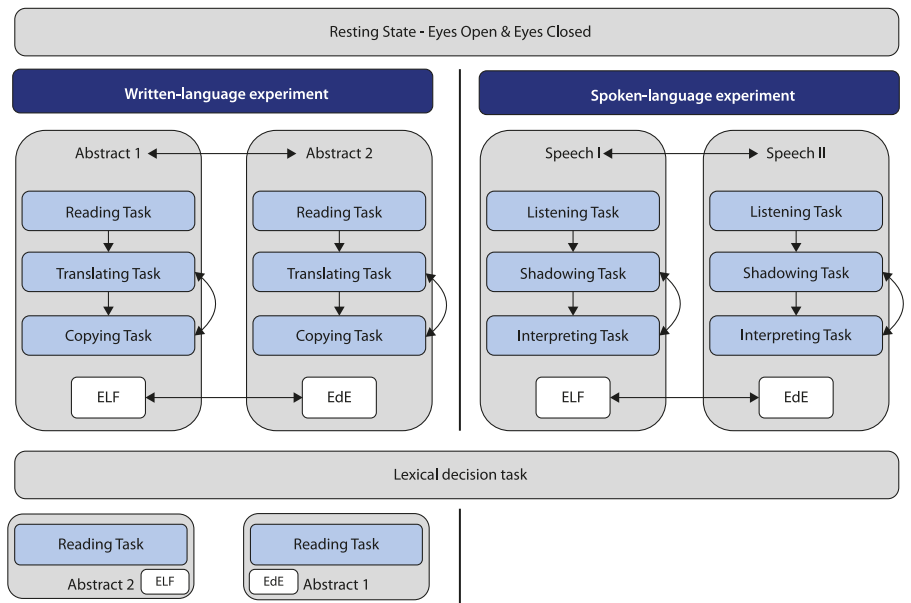 Resting State - Eyes Open & Eyes Closed
Written-language experiment
Abstract 1
Abstract 2
Reading Task
Reading Task
Translating Task
Translating Task
Copying Task
Copying Task
ELF
EdE
Spoken-language experiment
Speech I
Speech II
Listening Task
Listening Task
Shadowing Task
Shadowing Task
Interpreting Task
Interpreting Task
ELF
EdE
Lexical decision task
Reading Task
Abstract 2
ELF
Reading Task
EdE
Abstract 1